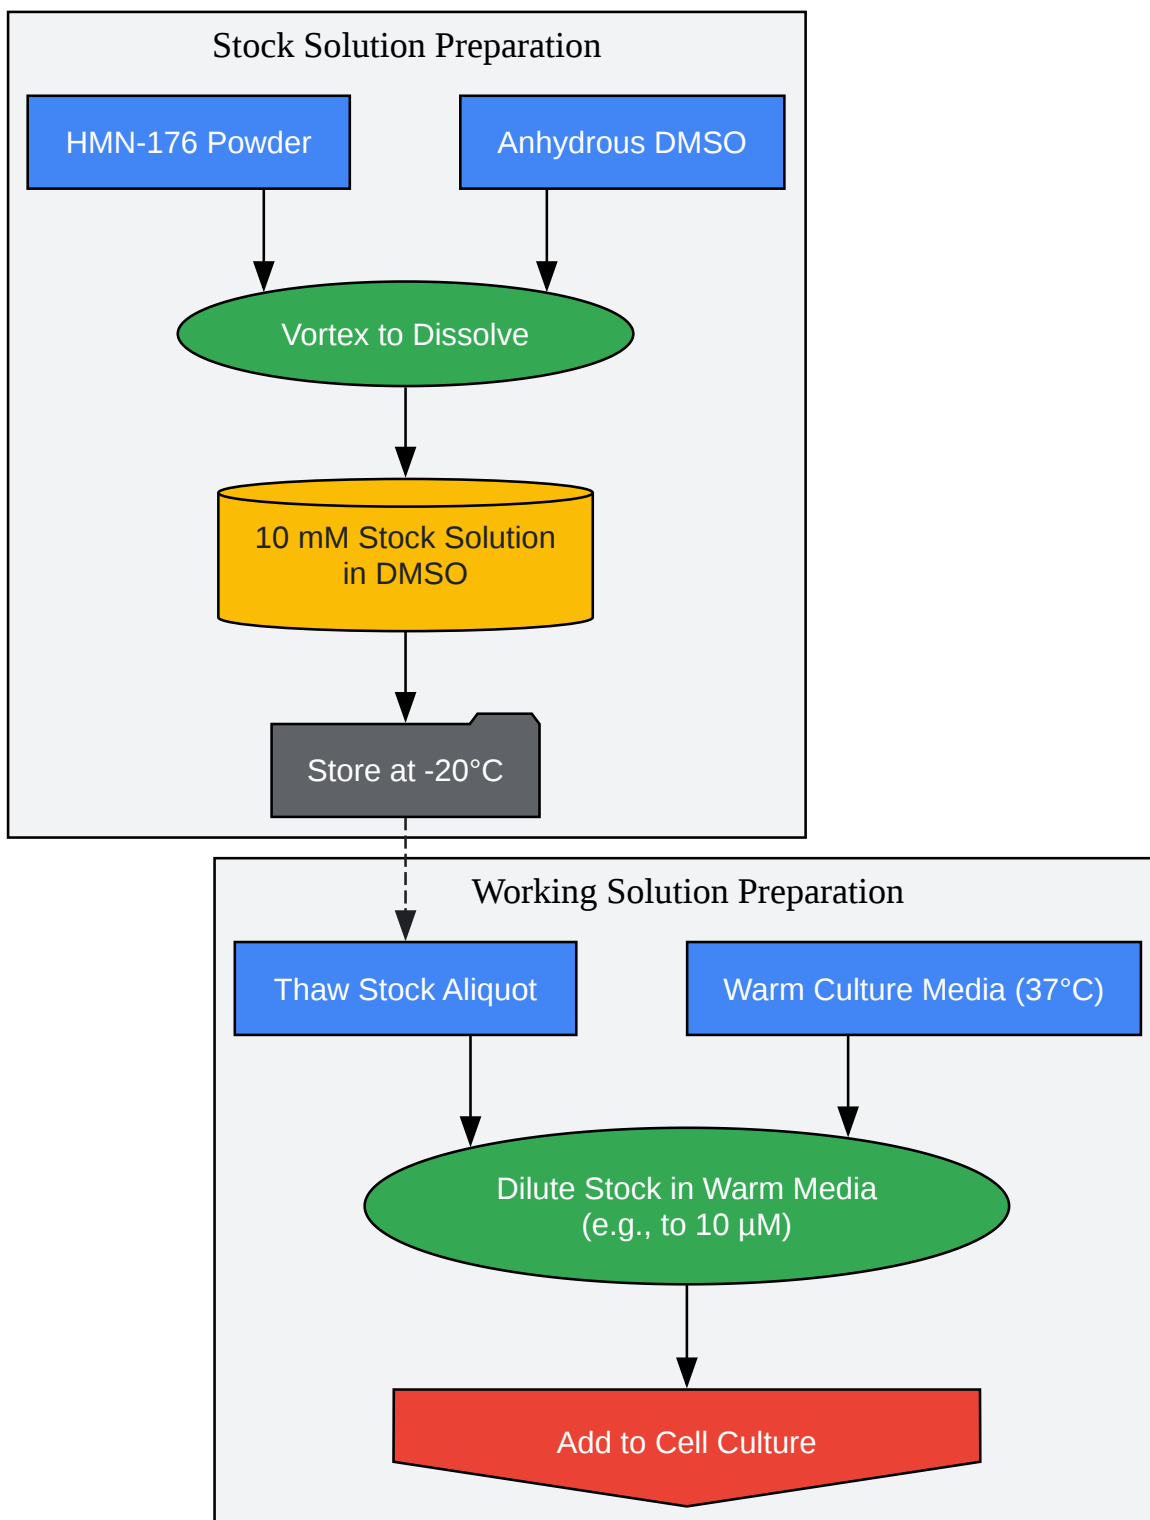 Stock Solution Preparation
HMN-176 Powder
Anhydrous DMSO
Vortex to Dissolve
10 mM Stock Solution
in DMSO
Store at -20°C
Working Solution Preparation
Thaw Stock Aliquot
Warm Culture Media (37°C)
Dilute Stock in Warm Media
(e.g., to 10 µM)
Add to Cell Culture